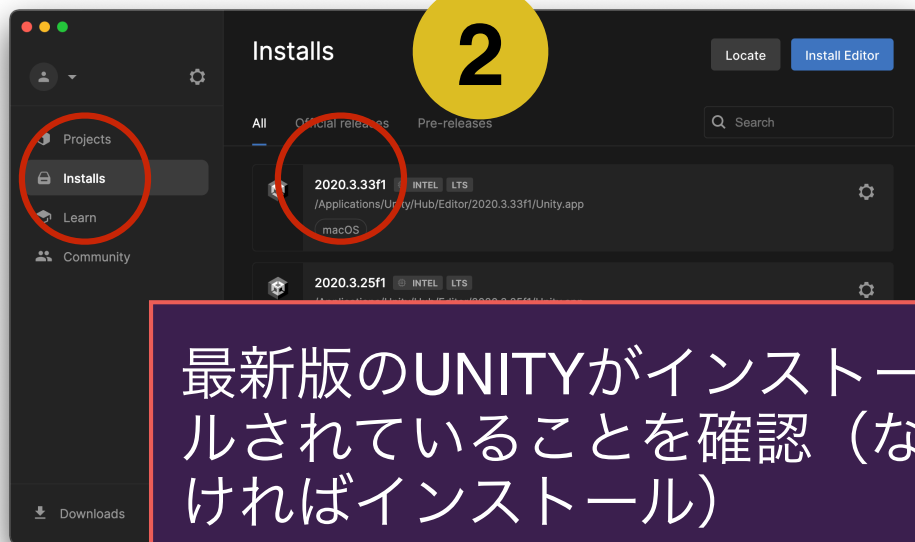 2
Installs
Locate
Install Editor
All Official releases Pre-releases
Search
Projects
Installs
Learn
Community
Downloads
2020.3.33f1 INTEL LTS
/Applications/Unity/Hub/Editor/2020.3.33f1/Unity.app
macOS
2020.3.25f1 INTEL LTS
最新版のUNITYがインストー
ルされていることを確認（な
ければインストール）